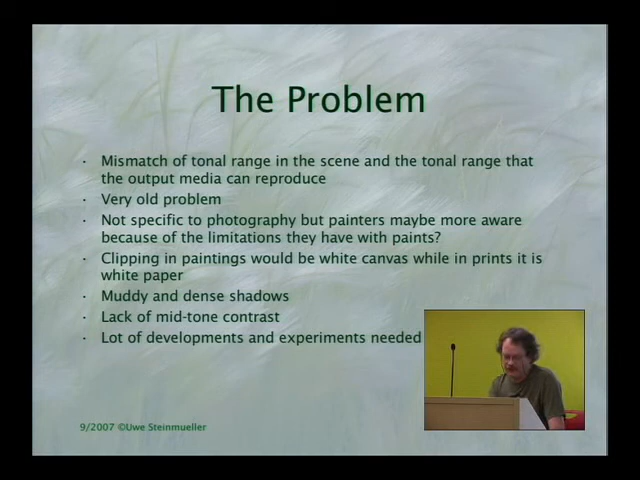 The Problem
· Mismatch of tonal range in the scene and the tonal range that
the output media can reproduce
· Very old problem
· Not specific to photography but painters maybe more aware
because of the limitations they have with paints?
· Clipping in paintings would be white canvas while in prints it is
white paper
· Muddy and dense shadows
· Lack of mid-tone contrast
· Lot of developments and experiments needed
9/2007 ©Uwe Steinmueller